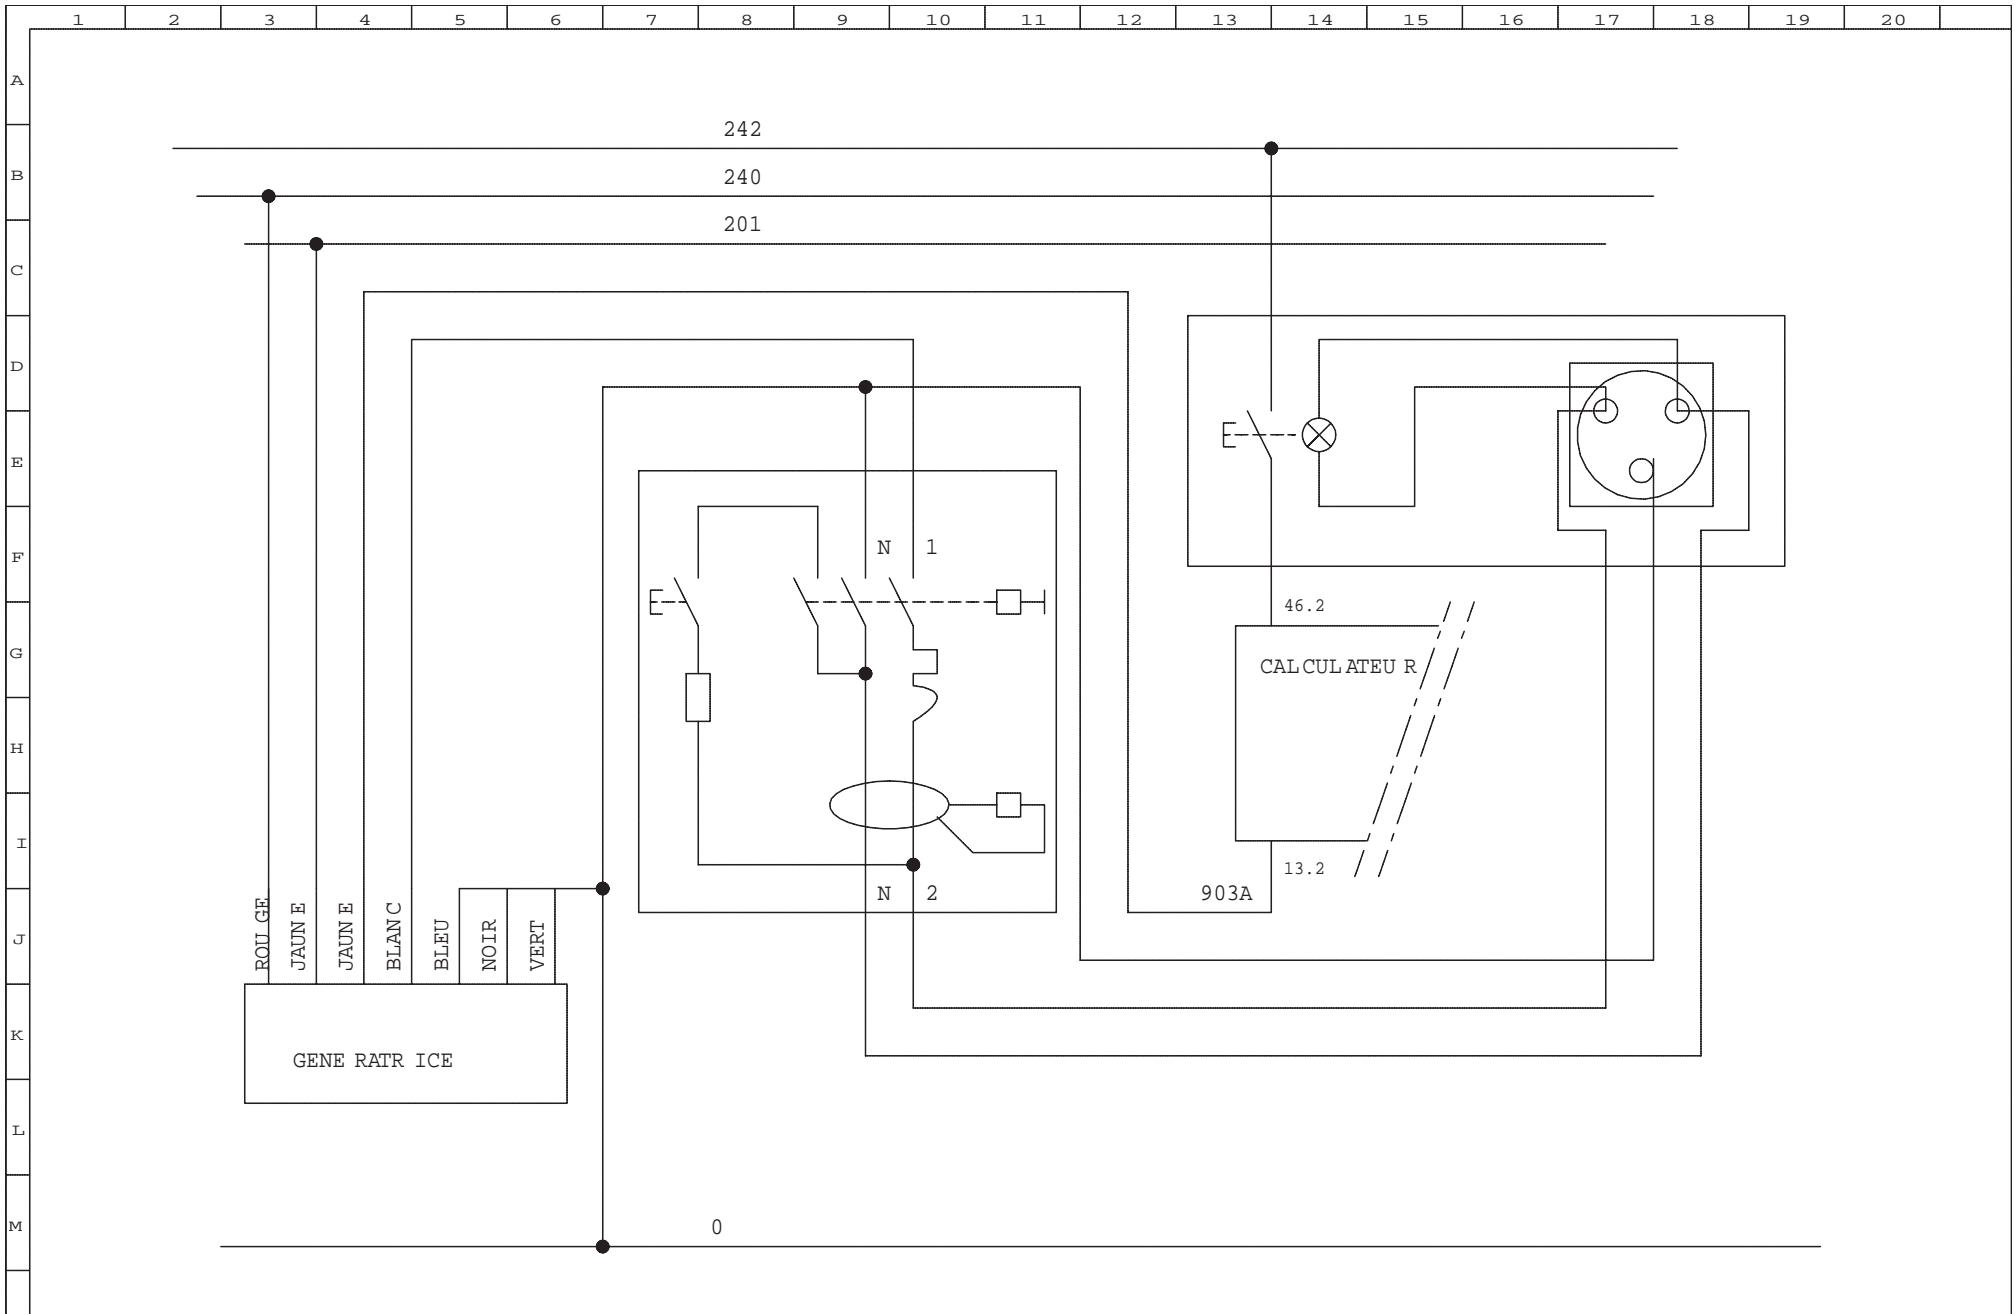 1 2 3 4 5 6 7 8 9 10 11 12 13 14 15 16 17 18 19 20
A
242
B
240
201
C
D
E
F
N 1
46.2
G
CALCULATEUR
H
I
13.2
N 2
903A
J
ROUGE
JAUNE
JAUNE
BLANC
BLEU
NOIR
VERT
K
GENERATRICE
L
M
0